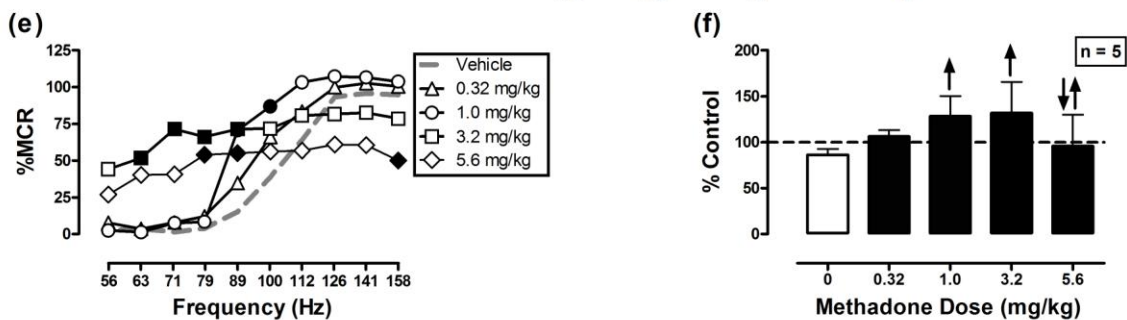 (e)
%MCR
125
100
75
50
25
0
56 63 71 79 89 100 112 126 141 158
Frequency (Hz)
Vehicle
0.32 mg/kg
1.0 mg/kg
3.2 mg/kg
5.6 mg/kg
(f)
n = 5
% Control
200
150
100
50
0
0 0.32 1.0 3.2 5.6
Methadone Dose (mg/kg)